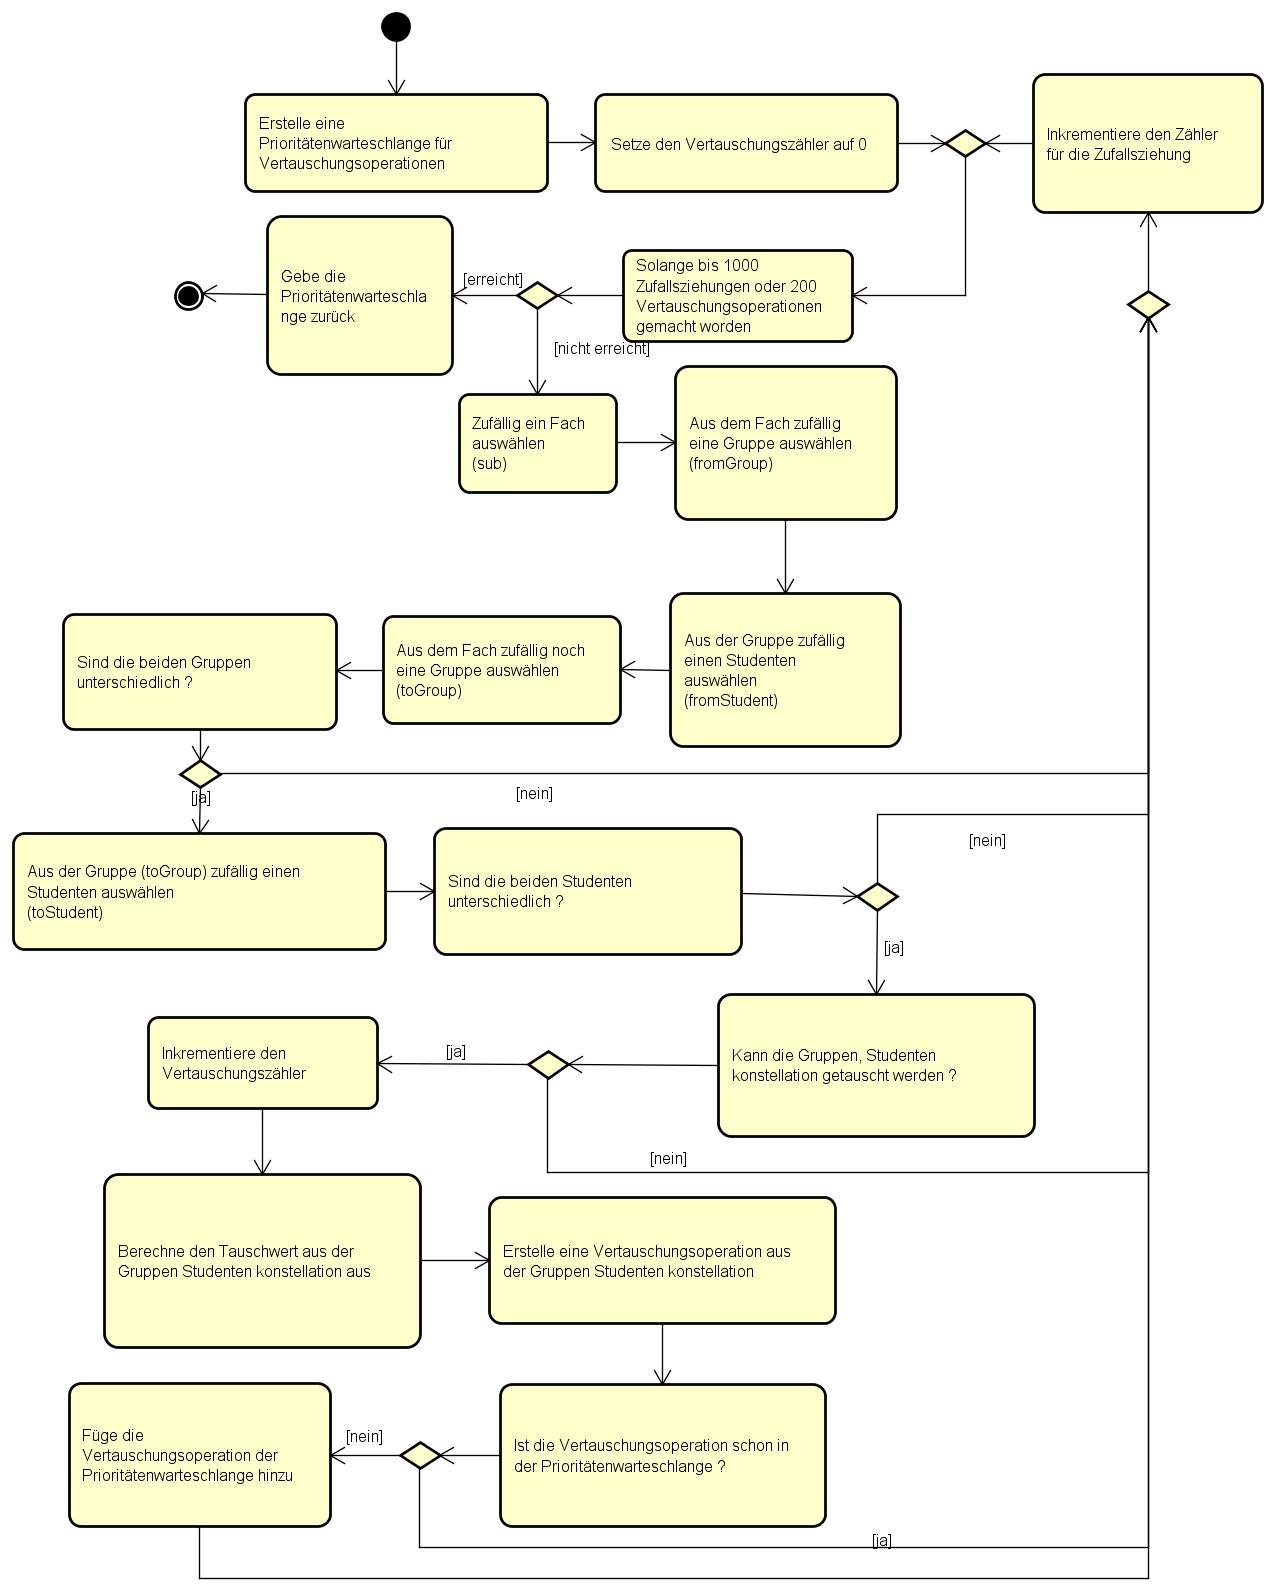 Erstelle eine
Prioritätenwarteschlange für
Vertauschungsoperationen
Setze den Vertauschungszähler auf 0
Inkrementiere den Zähler
für die Zufallsziehung
Gebe die
Prioritätenwarteschla
nge zurück
[erreicht]
Solange bis 1000
Zufallsziehungen oder 200
Vertauschungsoperationen
gemacht worden
[nicht erreicht]
Zufällig ein Fach
auswählen
(sub)
Aus dem Fach zufällig
eine Gruppe auswählen
(fromGroup)
Aus der Gruppe zufällig
einen Studenten
auswählen
(fromStudent)
Aus dem Fach zufällig noch
eine Gruppe auswählen
(toGroup)
Sind die beiden Gruppen
unterschiedlich ?
[ja]
[nein]
Aus der Gruppe (toGroup) zufällig einen
Studenten auswählen
(toStudent)
Sind die beiden Studenten
unterschiedlich ?
[nein]
[ja]
Kann die Gruppen, Studenten
konstellation getauscht werden ?
[ja]
[nein]
Inkrementiere den
Vertauschungszähler
Berechne den Tauschwert aus der
Gruppen Studenten konstellation aus
Erstelle eine Vertauschungsoperation aus
der Gruppen Studenten konstellation
Ist die Vertauschungsoperation schon in
der Prioritätenwarteschlange ?
[nein]
[ja]
Füge die
Vertauschungsoperation der
Prioritätenwarteschlange hinzu